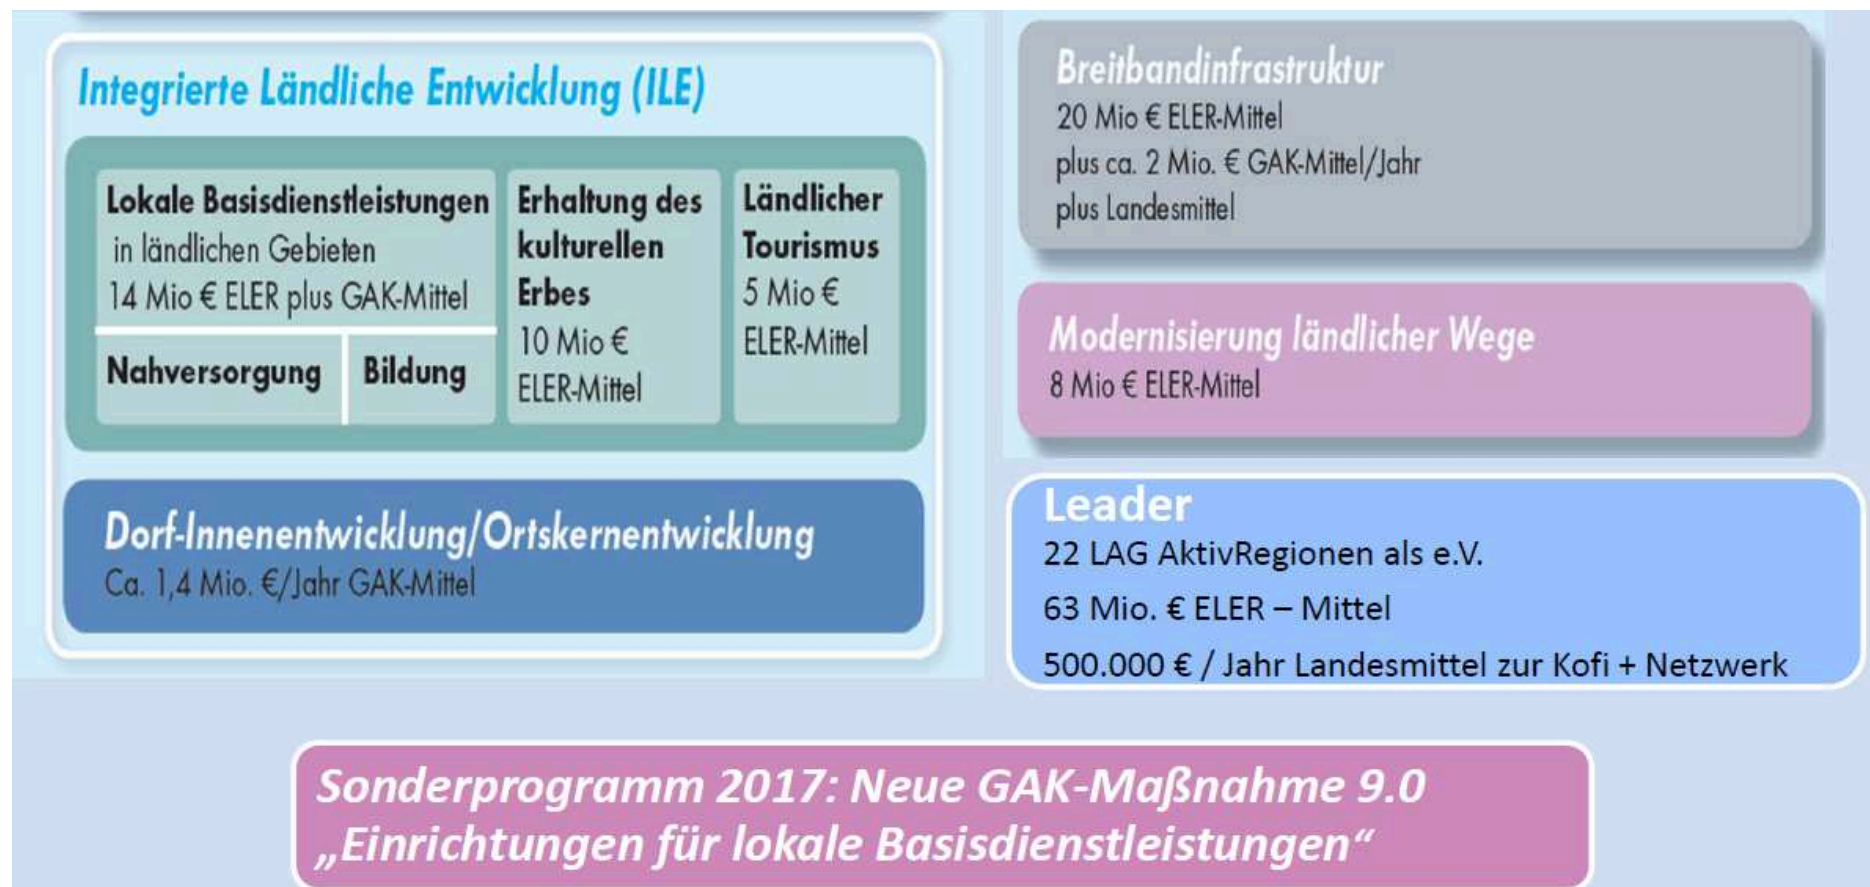 Integrierte Ländliche Entwicklung (ILE)
Lokale Basisdienstleistungen
in ländlichen Gebieten
14 Mio € ELER plus GAK-Mittel
Nahversorgung
Bildung
Erhaltung des
kulturellen
Erbes
10 Mio €
ELER-Mittel
Ländlicher
Tourismus
5 Mio €
ELER-Mittel
Dorf-Innenentwicklung/Ortskernentwicklung
Ca. 1,4 Mio. €/Jahr GAK-Mittel
Breitbandinfrastruktur
20 Mio € ELER-Mittel
plus ca. 2 Mio. € GAK-Mittel/Jahr
plus Landesmittel
Modernisierung ländlicher Wege
8 Mio € ELER-Mittel
Leader
22 LAG AktivRegionen als e.V.
63 Mio. € ELER – Mittel
500.000 € / Jahr Landesmittel zur Kofi + Netzwerk
Sonderprogramm 2017: Neue GAK-Maßnahme 9.0
„Einrichtungen für lokale Basisdienstleistungen“